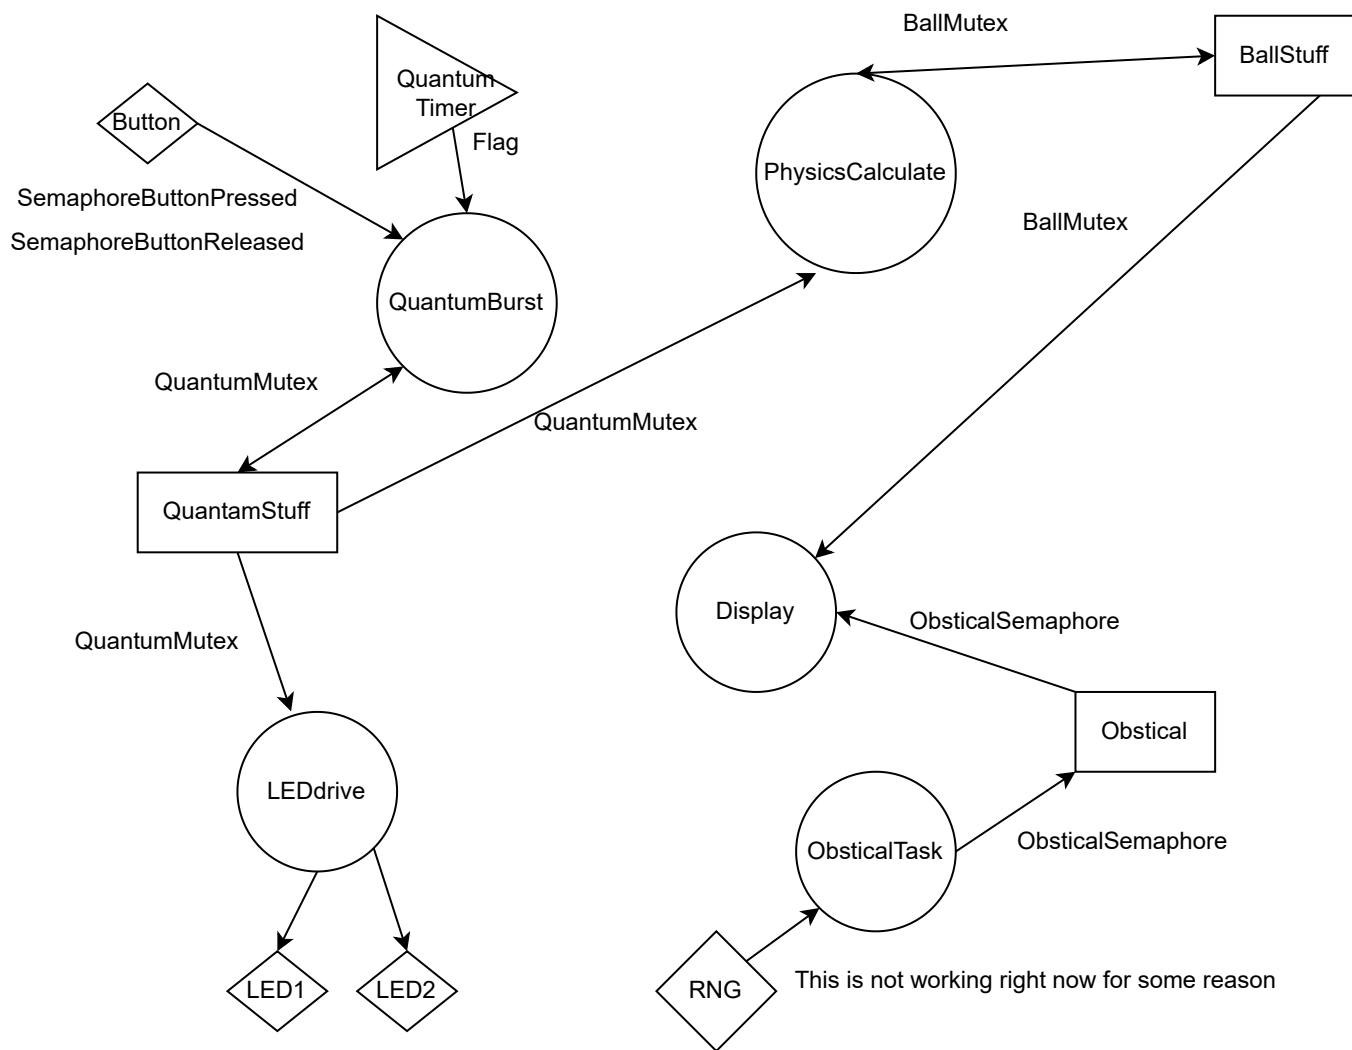 BallMutex
BallStuff
Quantum
Timer
Button
Flag
PhysicsCalculate
SemaphoreButtonPressed
SemaphoreButtonReleased
BallMutex
QuantumBurst
QuantumMutex
QuantumMutex
QuantamStuff
Display
ObsticalSemaphore
QuantumMutex
Obstical
LEDdrive
ObsticalSemaphore
ObsticalTask
LED1
LED2
RNG
This is not working right now for some reason